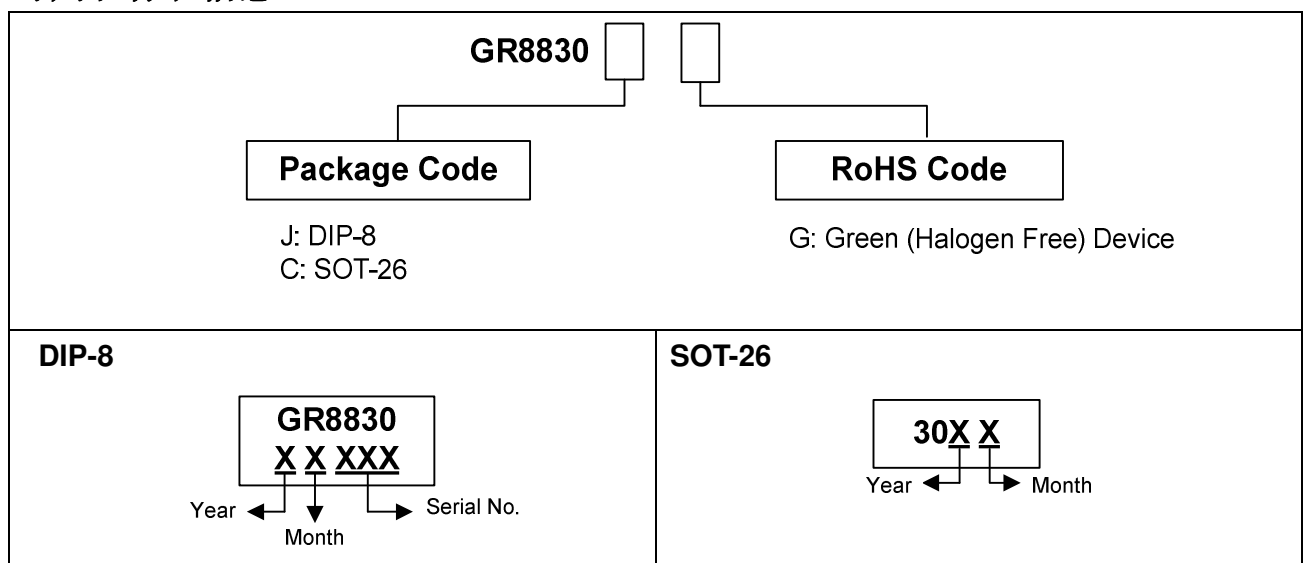 GR8830
Package Code
RoHS Code
J: DIP-8
C: SOT-26
G: Green (Halogen Free) Device
DIP-8
GR8830
X X XXX
Year
Month
Serial No.
SOT-26
30X X
Year
Month